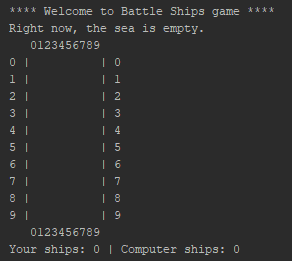 **** Welcome to Battle Ships game ****
Right now, the sea is empty.
   0123456789
0 |          | 0
1 |          | 1
2 |          | 2
3 |          | 3
4 |          | 4
5 |          | 5
6 |          | 6
7 |          | 7
8 |          | 8
9 |          | 9
   0123456789
Your ships: 0 | Computer ships: 0